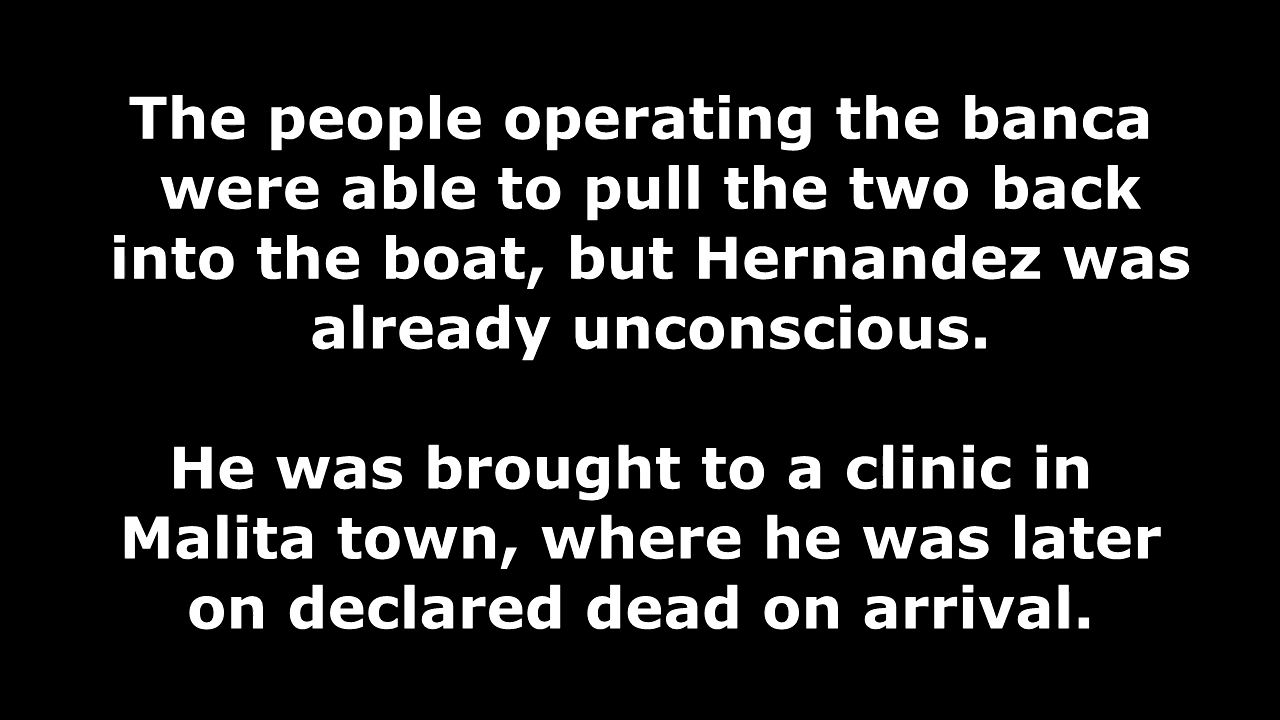 The people operating the banca
were able to pull the two back
into the boat, but Hernandez was
already unconscious.
He was brought to a clinic in
Malita town, where he was later
on declared dead on arrival.